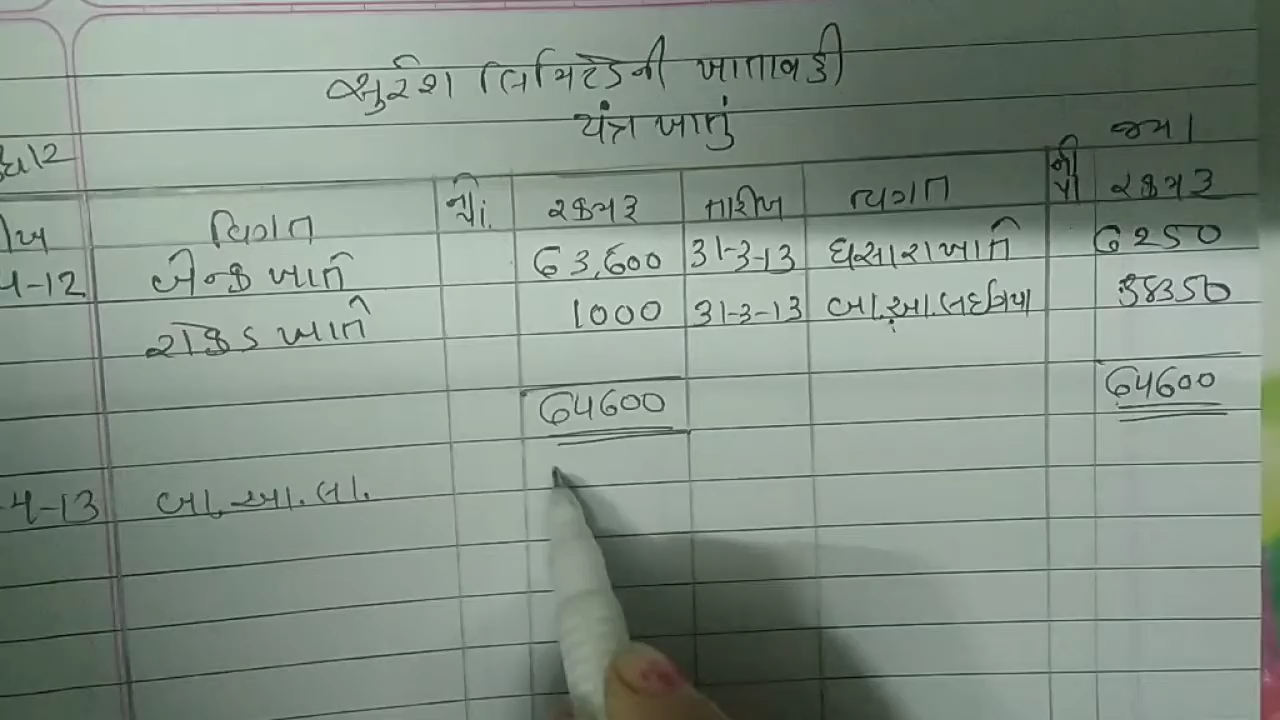 સુરેશ લિમિટેડની ખાતાવહી
યંત્ર ખાતું
ઉધાર જમા
વિગત નો.પા. રકમ રૂ તારીખ વિગત નો પા રકમ રૂ
4-12 બેન્ક ખાતે 63,600 31-3-13 ઘસારા ખાતે 6250
રોકડ ખાતે 1000 31-3-13 બા.આ.લઇ ગયા 58350
64600 64600
4-13 બા.આ.લા.